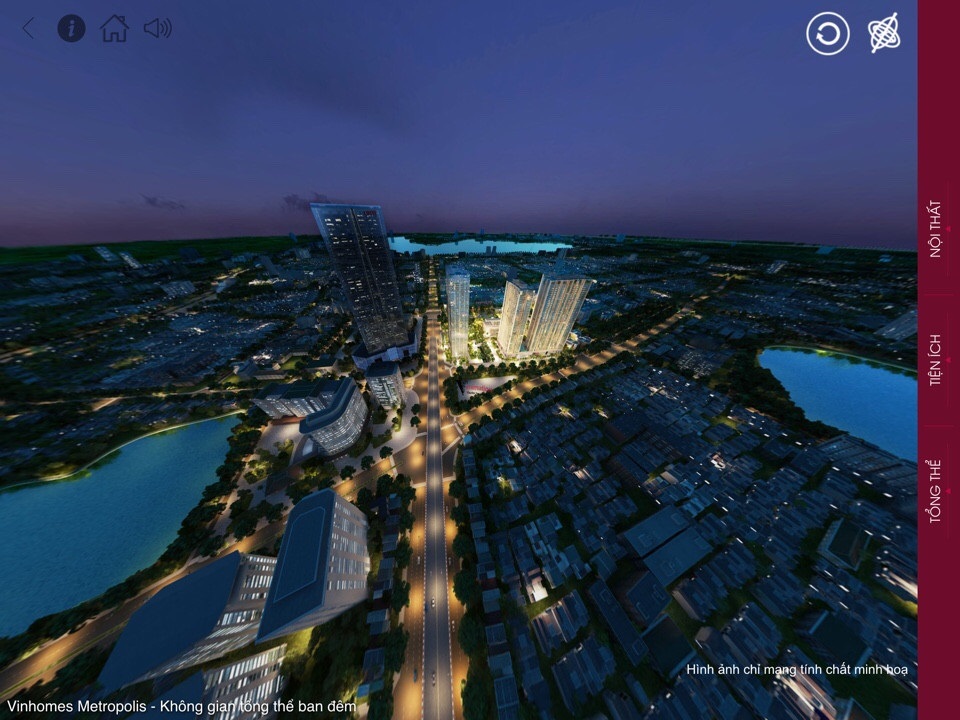 NỘI THẤT
TIỆN ÍCH
TỔNG THỂ
Hình ảnh chỉ mang tính chất minh hoạ
Vinhomes Metropolis - Không gian tổng thể ban đêm